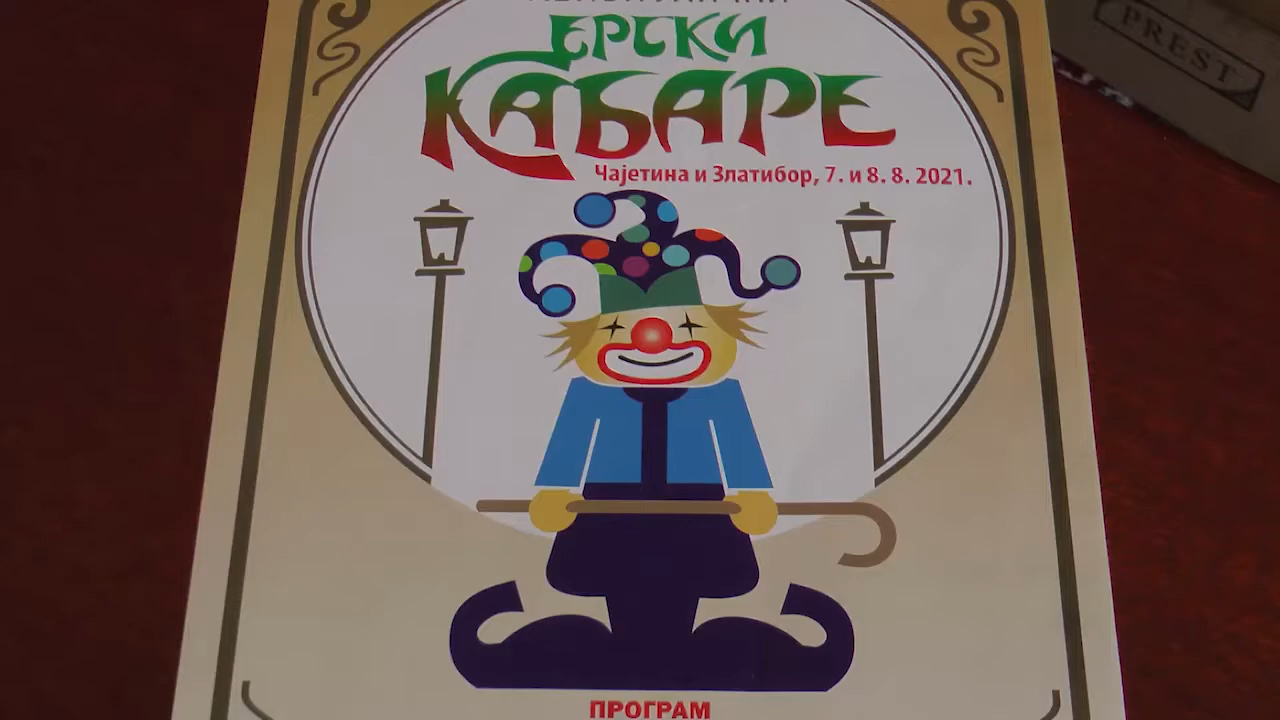 ЕРСКИ
КАБАРЕ
Чајетина и Златибор, 7. и 8. 8. 2021.
ПРОГРАМ
PREST